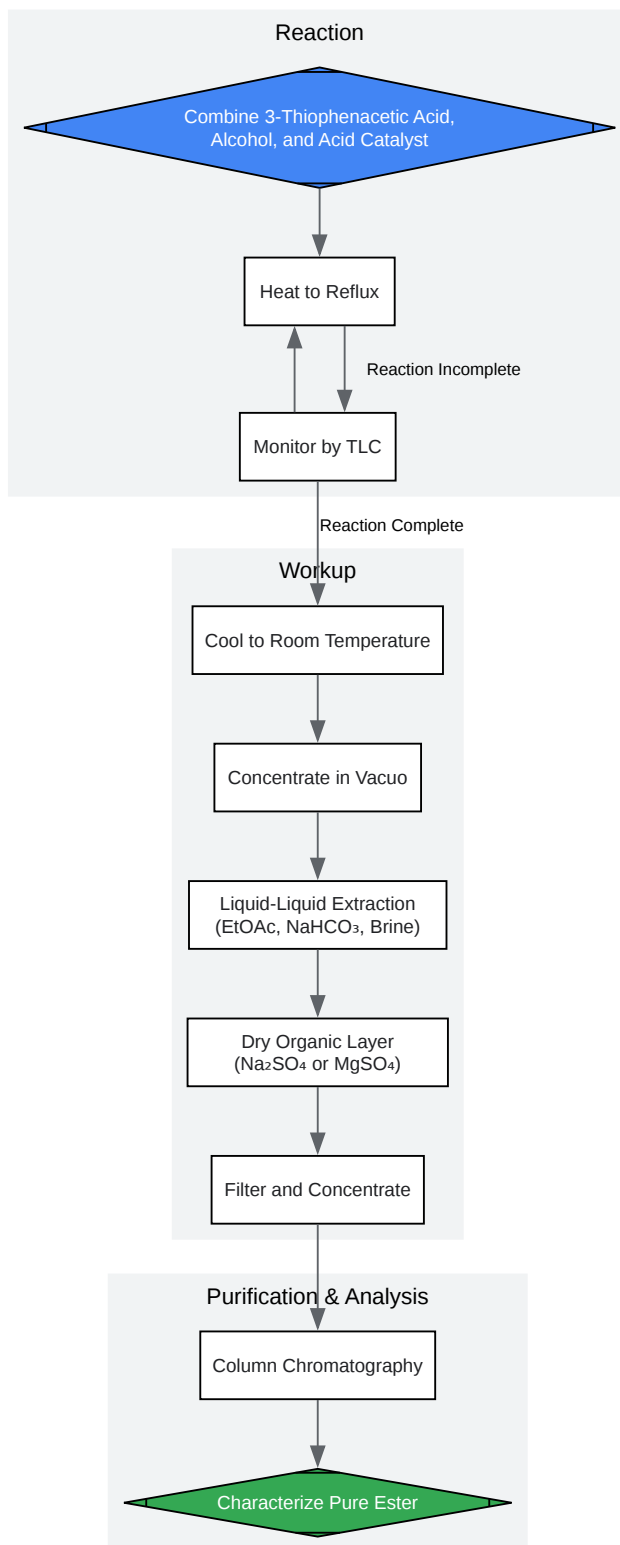 Reaction
Combine 3-Thiophenacetic Acid,
Alcohol, and Acid Catalyst
Heat to Reflux
Reaction Incomplete
Monitor by TLC
Reaction Complete
Workup
Cool to Room Temperature
Concentrate in Vacuo
Liquid-Liquid Extraction
(EtOAc, NaHCO₃, Brine)
Dry Organic Layer
(Na₂SO₄ or MgSO₄)
Filter and Concentrate
Purification & Analysis
Column Chromatography
Characterize Pure Ester